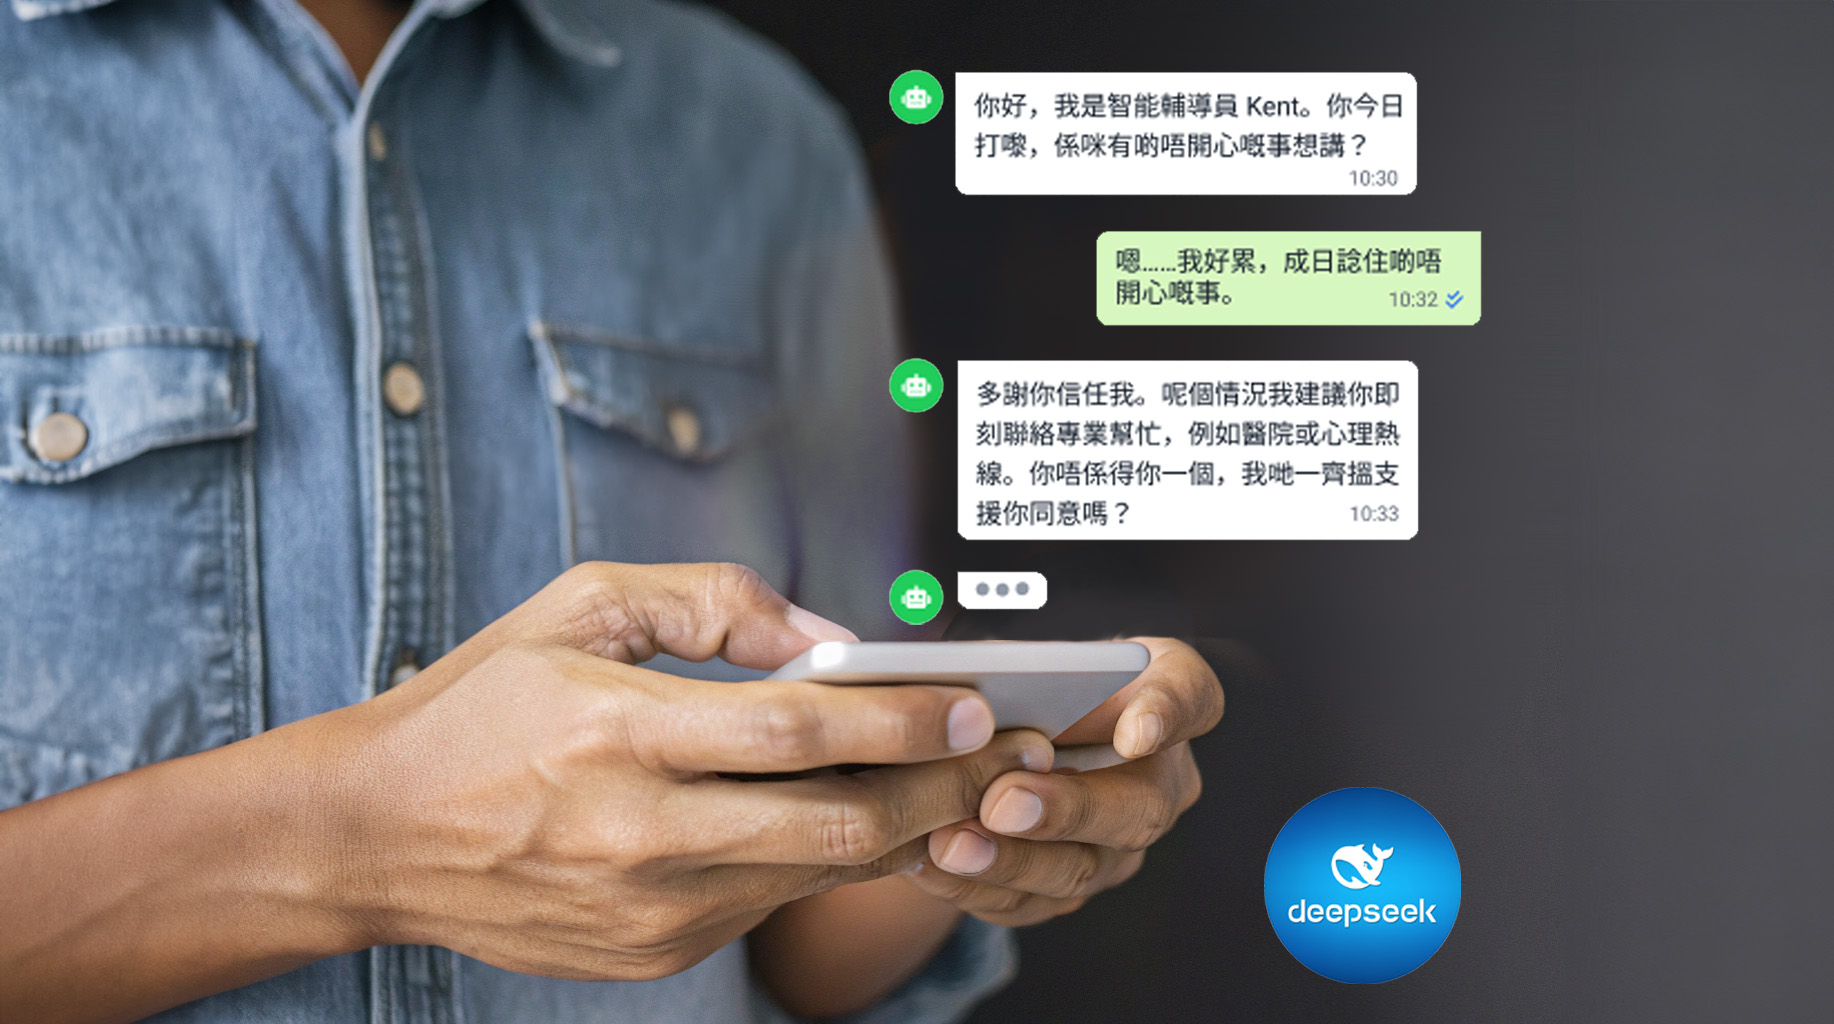 你好，我是智能輔導員 Kent。你今日
打嚟，係咪有啲唔開心嘅事想講？
10:30
嗯……我好累，成日諗住啲唔
開心嘅事。
10:32
多謝你信任我。呢個情況我建議你即
刻聯絡專業幫忙，例如醫院或心理熱
線。你唔係得你一個，我哋一齊搵支
援你同意嗎？
10:33
deepseek